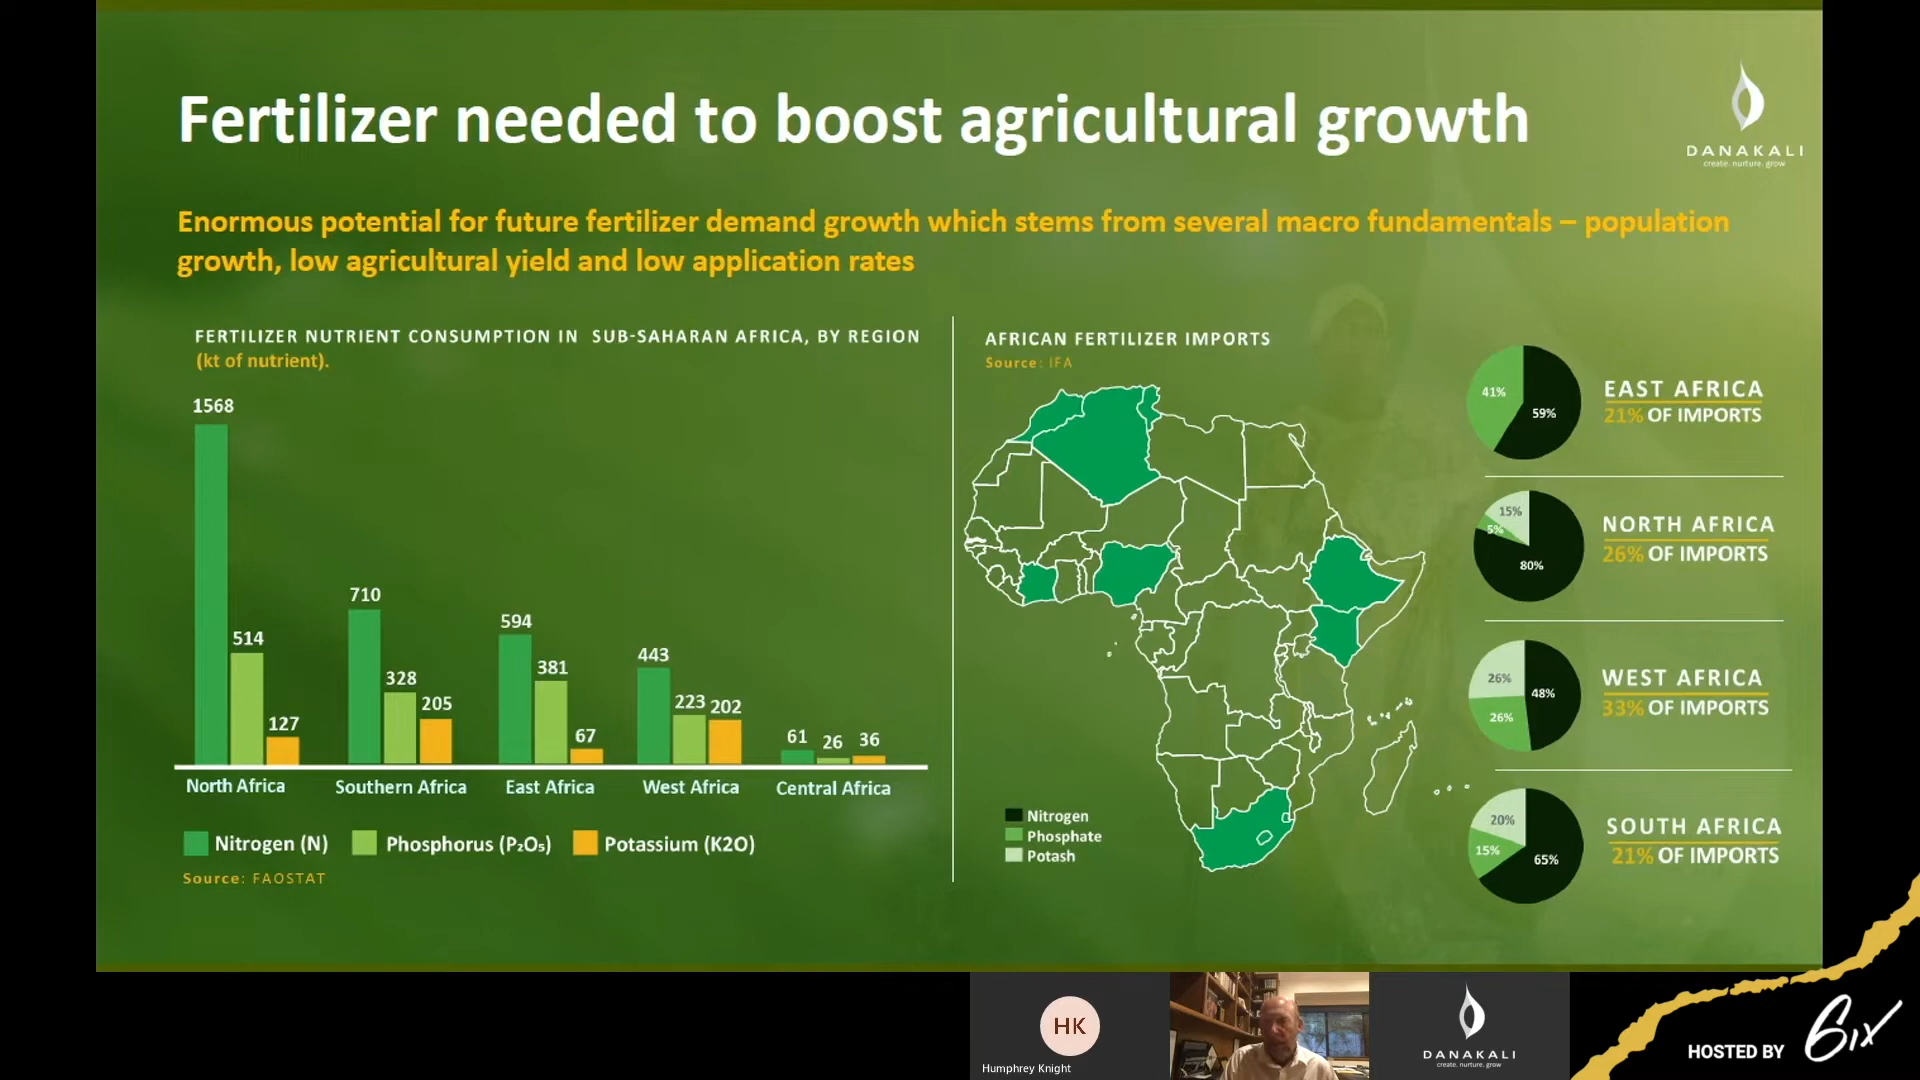 Fertilizer needed to boost agricultural growth
DANAKALI
create. nurture. grow
Enormous potential for future fertilizer demand growth which stems from several macro fundamentals – population
growth, low agricultural yield and low application rates
FERTILIZER NUTRIENT CONSUMPTION IN SUB-SAHARAN AFRICA, BY REGION
(kt of nutrient).
1568
514
127
710
328
205
594
381
67
443
223
202
61
26
36
North Africa
Southern Africa
East Africa
West Africa
Central Africa
Nitrogen (N)
Phosphorus (P₂O₅)
Potassium (K2O)
Source: FAOSTAT
AFRICAN FERTILIZER IMPORTS
Source: IFA
Nitrogen
Phosphate
Potash
41%
59%
EAST AFRICA
21% OF IMPORTS
15%
5%
80%
NORTH AFRICA
26% OF IMPORTS
26%
48%
26%
WEST AFRICA
33% OF IMPORTS
20%
15%
65%
SOUTH AFRICA
21% OF IMPORTS
HK
Humphrey Knight
DANAKALI
create. nurture. grow
HOSTED BY
6ix